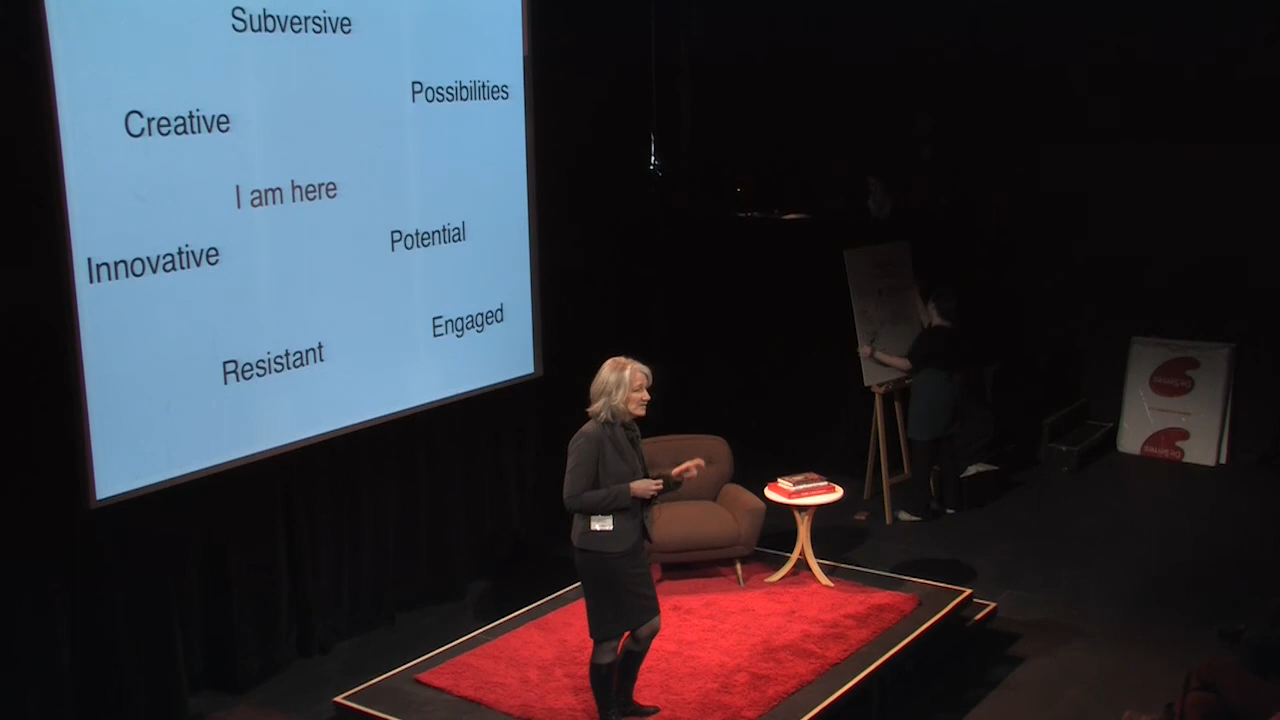 Subversive
Possibilities
Creative
I am here
Potential
Innovative
Engaged
Resistant